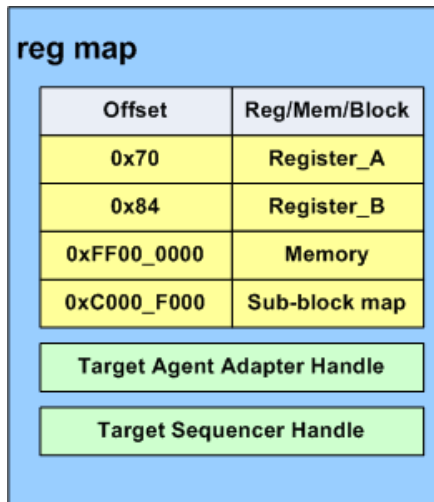 reg map
Offset Reg/Mem/Block
0x70 Register_A
0x84 Register_B
0xFF00_0000 Memory
0xC000_F000 Sub-block map
Target Agent Adapter Handle
Target Sequencer Handle